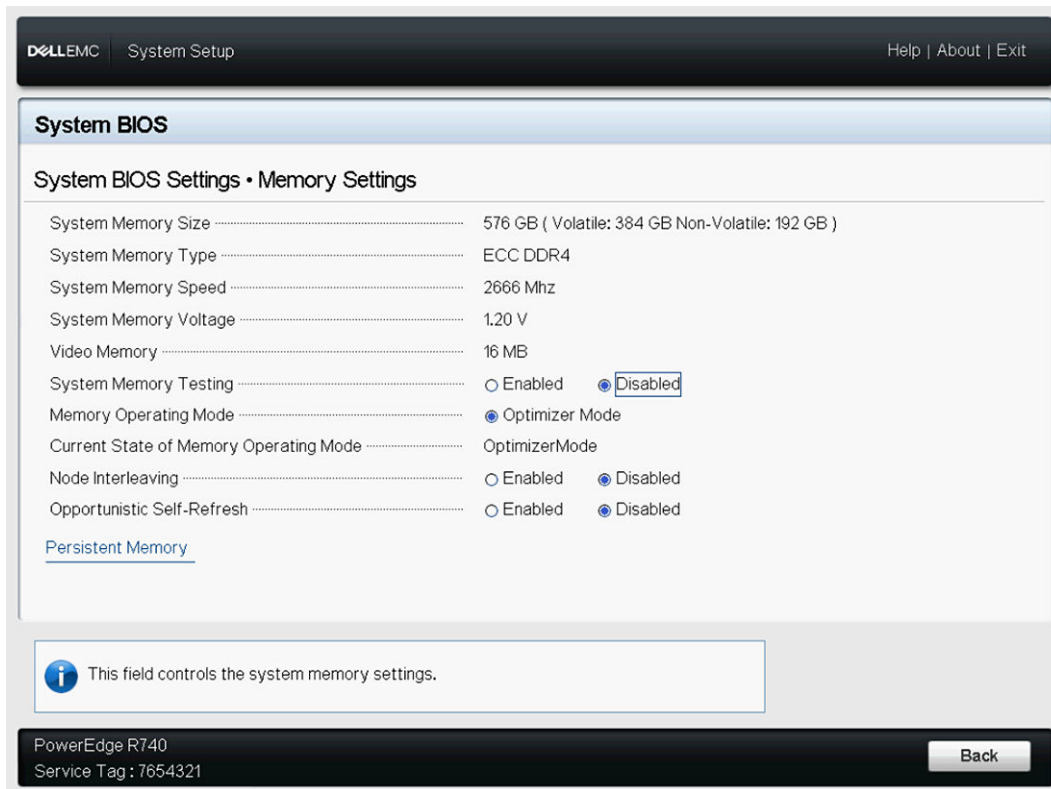 DELLEMC System Setup Help | About | Exit
System BIOS
System BIOS Settings • Memory Settings
System Memory Size 576 GB ( Volatile: 384 GB Non-Volatile: 192 GB )
System Memory Type ECC DDR4
System Memory Speed 2666 Mhz
System Memory Voltage 1.20 V
Video Memory 16 MB
System Memory Testing Enabled Disabled
Memory Operating Mode Optimizer Mode
Current State of Memory Operating Mode OptimizerMode
Node Interleaving Enabled Disabled
Opportunistic Self-Refresh Enabled Disabled
Persistent Memory
This field controls the system memory settings.
PowerEdge R740
Service Tag : 7654321
Back